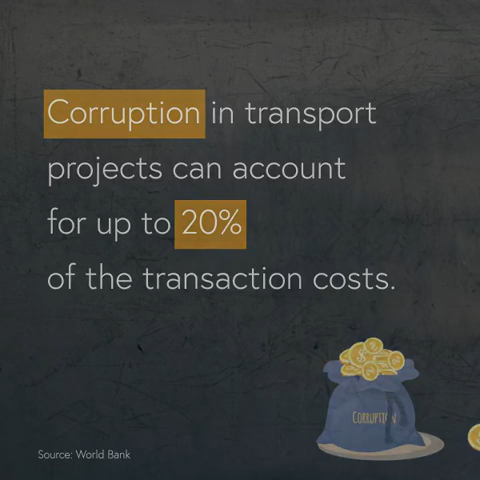 Corruption in transport
projects can account
for up to 20%
of the transaction costs.
CORRUPTION
Source: World Bank